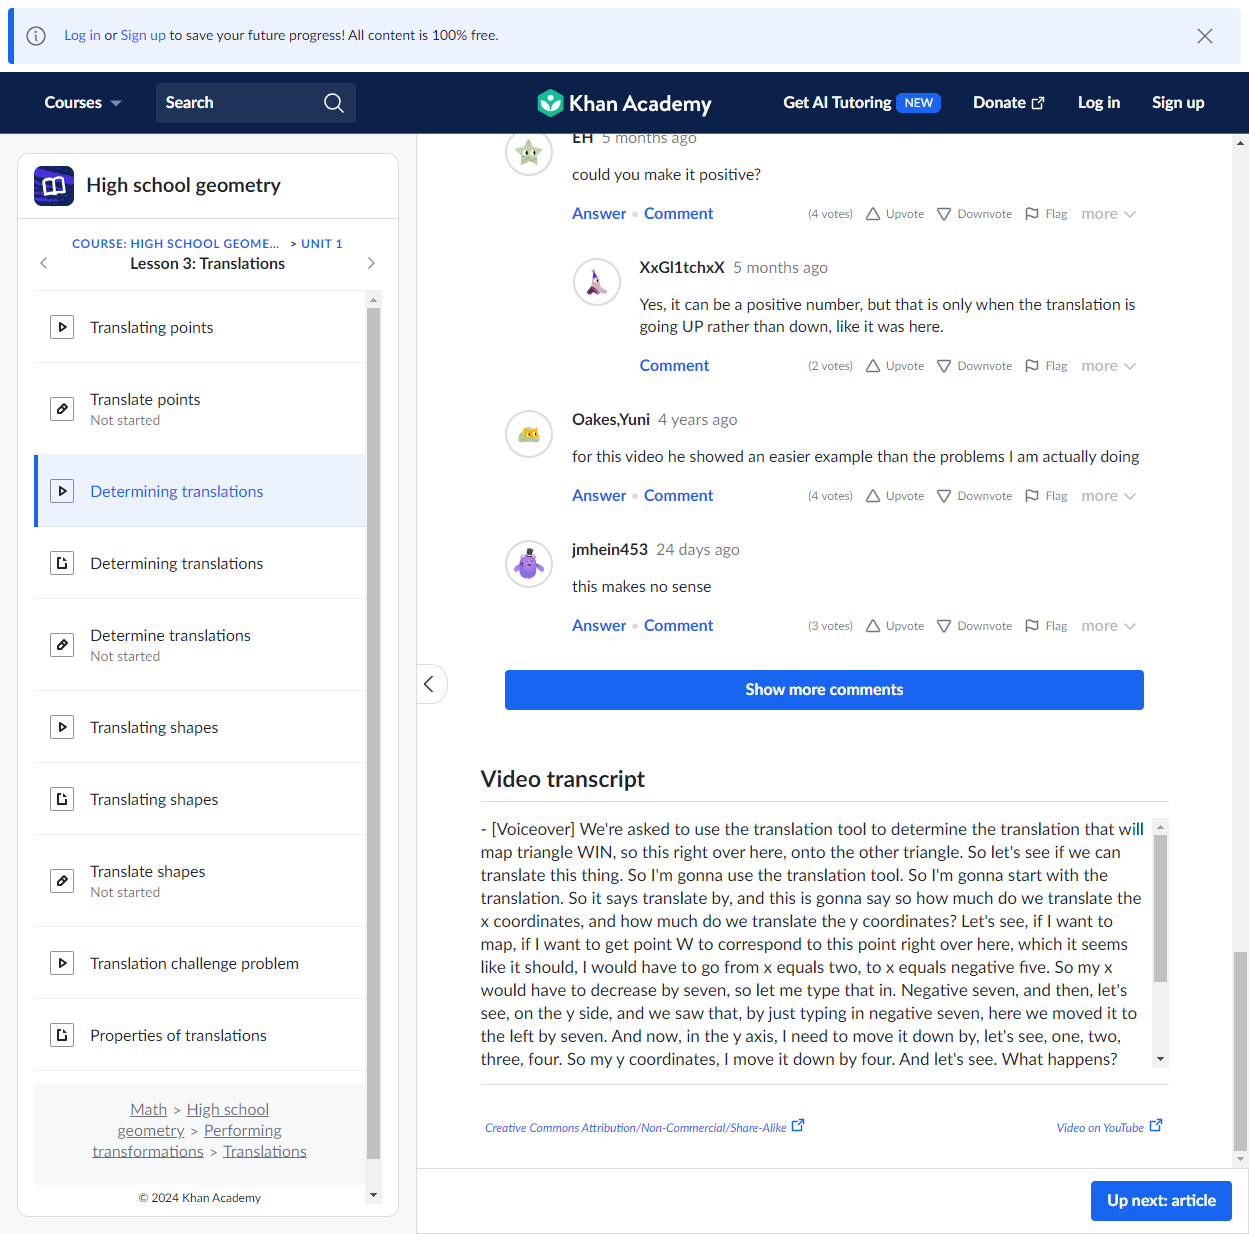 Log in or Sign up to save your future progress! All content is 100% free.
Courses
Search
Khan Academy
Get AI Tutoring NEW
Donate
Log in
Sign up
High school geometry
COURSE: HIGH SCHOOL GEOME... > UNIT 1
Lesson 3: Translations
Translating points
Translate points
Not started
Determining translations
Determining translations
Determine translations
Not started
Translating shapes
Translating shapes
Translate shapes
Not started
Translation challenge problem
Properties of translations
Math > High school
geometry > Performing
transformations > Translations
© 2024 Khan Academy
EH 5 months ago
could you make it positive?
Answer • Comment (4 votes) Upvote Downvote Flag more
XxGl1tchxX 5 months ago
Yes, it can be a positive number, but that is only when the translation is
going UP rather than down, like it was here.
Comment (2 votes) Upvote Downvote Flag more
Oakes,Yuni 4 years ago
for this video he showed an easier example than the problems I am actually doing
Answer • Comment (4 votes) Upvote Downvote Flag more
jmhein453 24 days ago
this makes no sense
Answer • Comment (3 votes) Upvote Downvote Flag more
Show more comments
Video transcript
- [Voiceover] We're asked to use the translation tool to determine the translation that will
map triangle WIN, so this right over here, onto the other triangle. So let's see if we can
translate this thing. So I'm gonna use the translation tool. So I'm gonna start with the
translation. So it says translate by, and this is gonna say so how much do we translate the
x coordinates, and how much do we translate the y coordinates? Let's see, if I want to
map, if I want to get point W to correspond to this point right over here, which it seems
like it should, I would have to go from x equals two, to x equals negative five. So my x
would have to decrease by seven, so let me type that in. Negative seven, and then, let's
see, on the y side, and we saw that, by just typing in negative seven, here we moved it to
the left by seven. And now, in the y axis, I need to move it down by, let's see, one, two,
three, four. So my y coordinates, I move it down by four. And let's see. What happens?
Creative Commons Attribution/Non-Commercial/Share-Alike
Video on YouTube
Up next: article